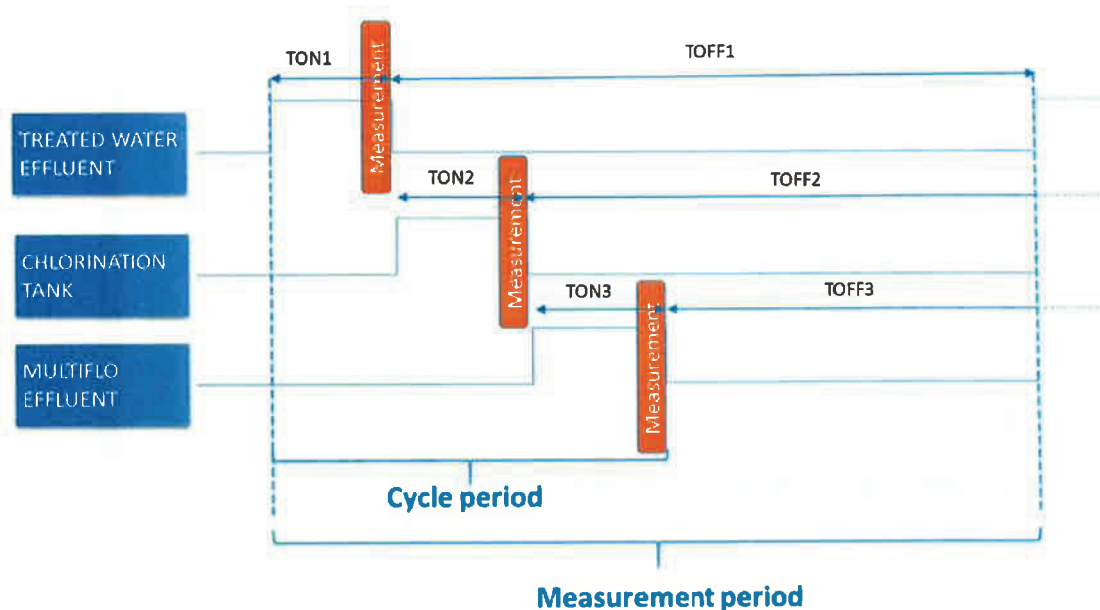 TON1
TOFF1
Measurement
TREATED WATER
EFFLUENT
TON2
TOFF2
Measurement
CHLORINATION
TANK
TON3
TOFF3
Measurement
MULTIFLO
EFFLUENT
Cycle period
Measurement period